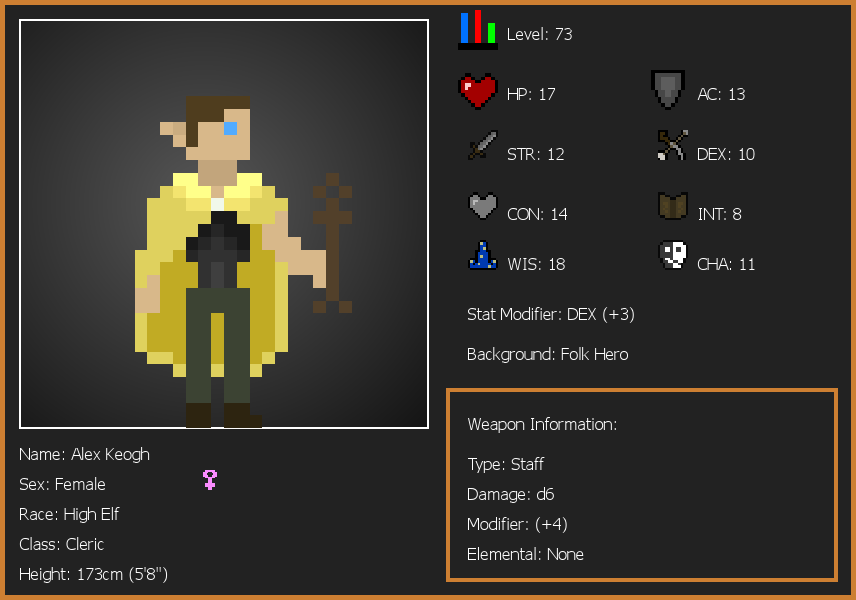 Level: 73
HP: 17
AC: 13
STR: 12
DEX: 10
CON: 14
INT: 8
WIS: 18
CHA: 11
Stat Modifier: DEX (+3)
Background: Folk Hero
Weapon Information:
Type: Staff
Damage: d6
Modifier: (+4)
Elemental: None
Name: Alex Keogh
Sex: Female
Race: High Elf
Class: Cleric
Height: 173cm (5'8")